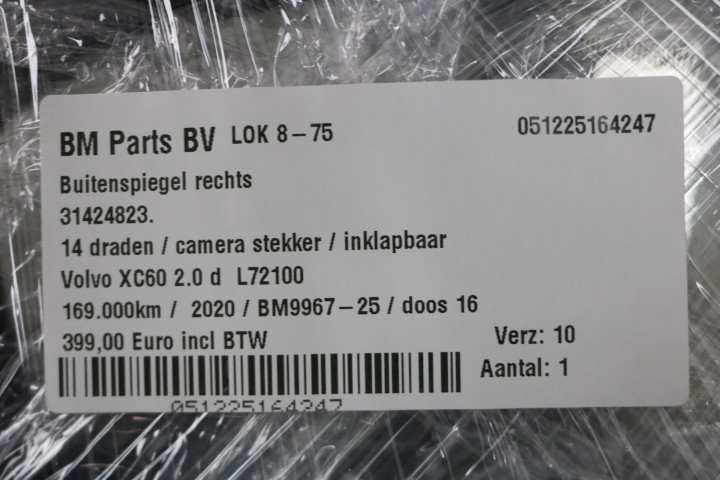 BM Parts BV LOK 8-75 051225164247
Buitenspiegel rechts
31424823.
14 draden / camera stekker / inklapbaar
Volvo XC60 2.0 d L72100
169.000km / 2020 / BM9967-25 / doos 16
399,00 Euro incl BTW Verz: 10
Aantal: 1
051225164247